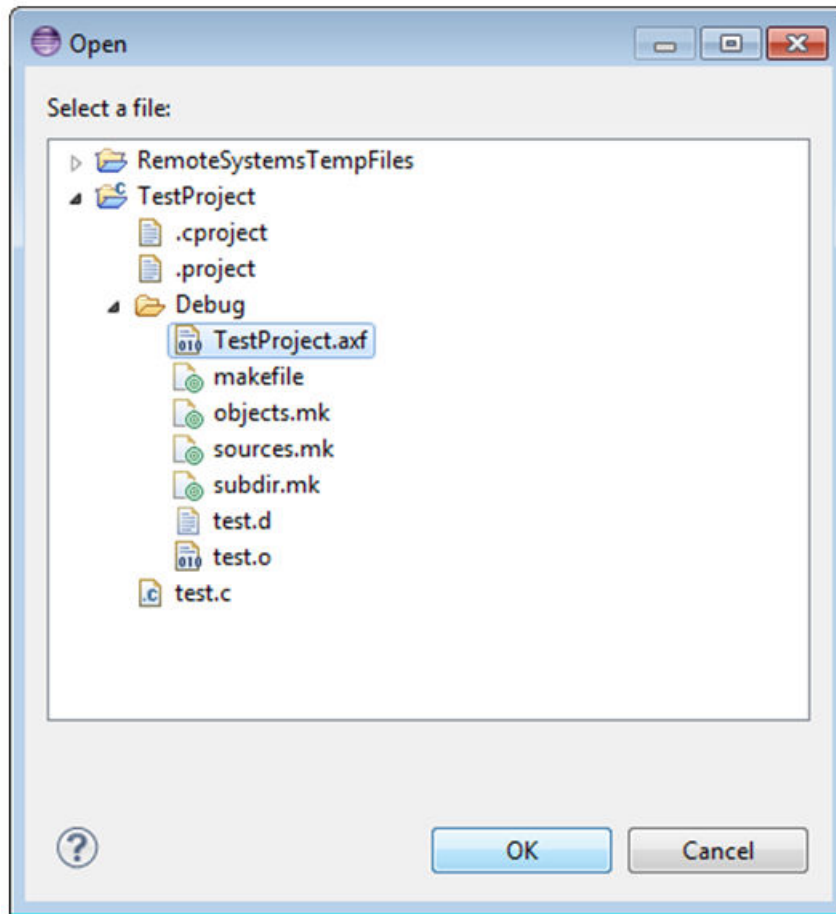 Open
Select a file:
RemoteSystemsTempFiles
TestProject
.cproject
.project
Debug
TestProject.axf
makefile
objects.mk
sources.mk
subdir.mk
test.d
test.o
test.c
OK Cancel